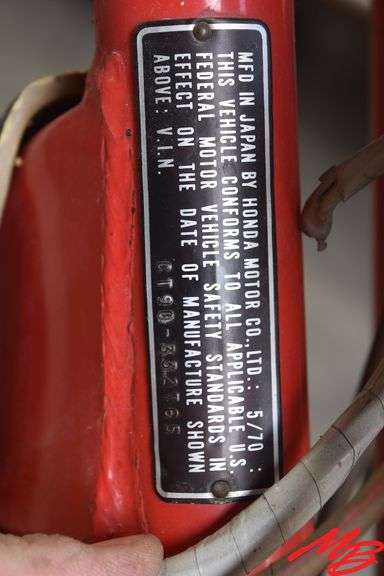 MFD IN JAPAN BY HONDA MOTOR CO., LTD.: 5/70 :
THIS VEHICLE CONFORMS TO ALL APPLICABLE U.S.
FEDERAL MOTOR VEHICLE SAFETY STANDARDS IN
EFFECT ON THE DATE OF MANUFACTURE SHOWN
ABOVE: V.I.N.